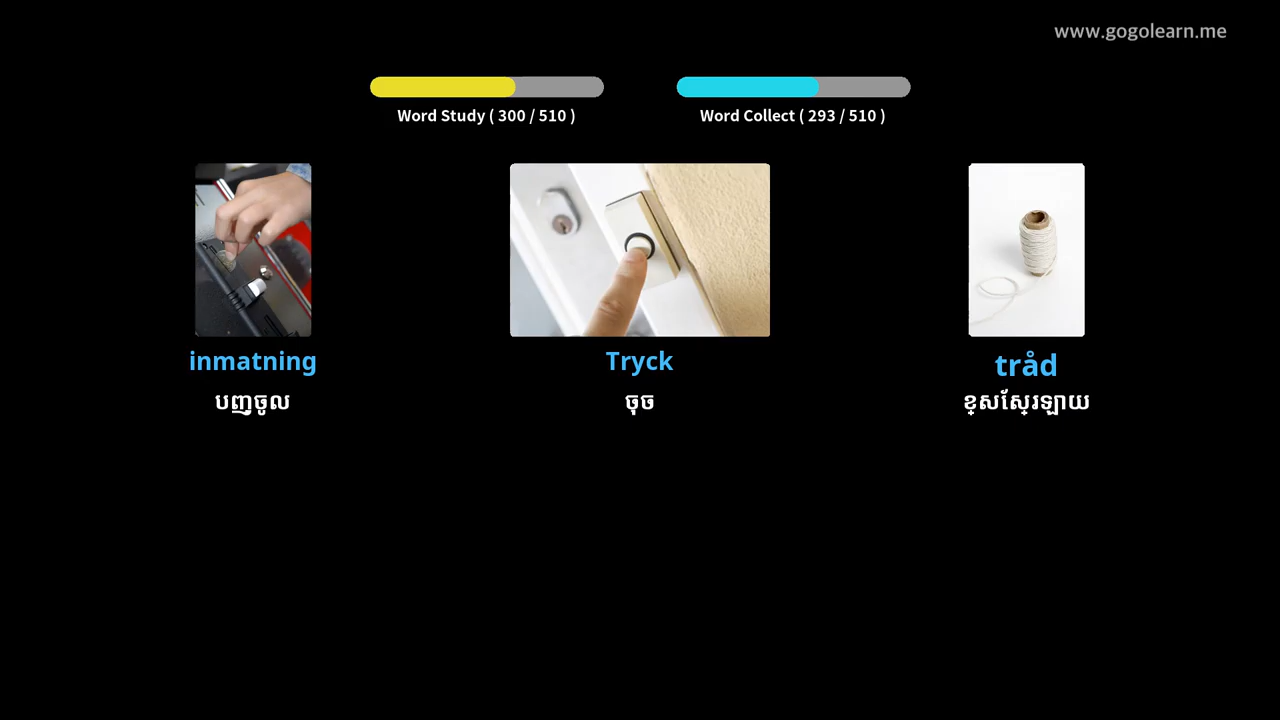 www.gogolearn.me
Word Study ( 300 / 510 )
Word Collect ( 293 / 510 )
inmatning
Tryck
tråd
បញ្ចូល
ចុច
ខ្សែស្រឡាយ